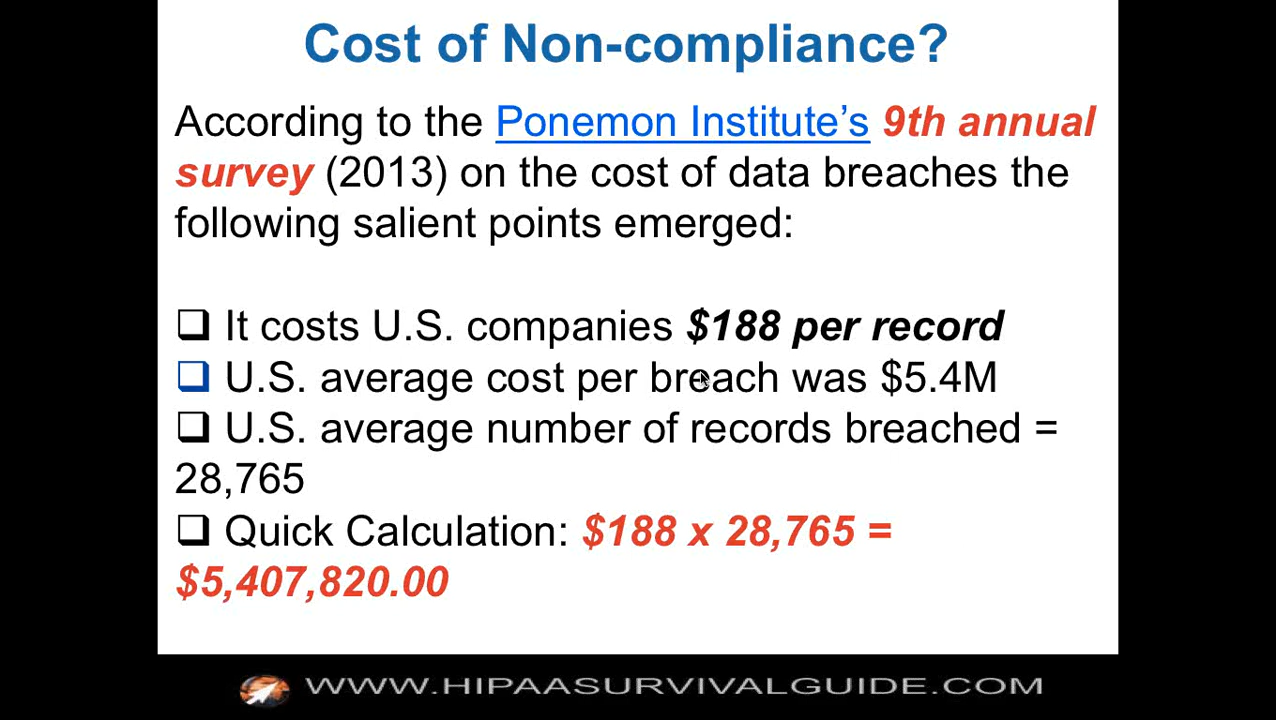 Cost of Non-compliance?
According to the Ponemon Institute’s 9th annual
survey (2013) on the cost of data breaches the
following salient points emerged:
❑ It costs U.S. companies $188 per record
❑ U.S. average cost per breach was $5.4M
❑ U.S. average number of records breached =
28,765
❑ Quick Calculation: $188 x 28,765 =
$5,407,820.00
WWW.HIPAASURVIVALGUIDE.COM